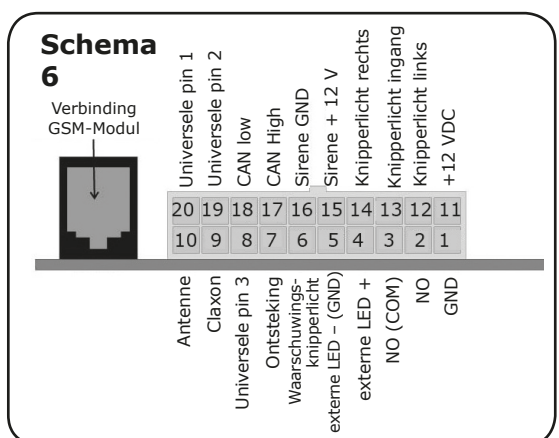 Schema
6
Verbinding
GSM-Modul
Universele pin 1
Universele pin 2
CAN low
CAN High
Sirene GND
Sirene + 12 V
Knipperlicht rechts
Knipperlicht ingang
Knipperlicht links
+12 VDC
20 19 18 17 16 15 14 13 12 11
10 9 8 7 6 5 4 3 2 1
Antenne
Claxon
Universele pin 3
Ontsteking
Waarschuwings-
knipperlicht
externe LED – (GND)
externe LED +
NO (COM)
NO
GND